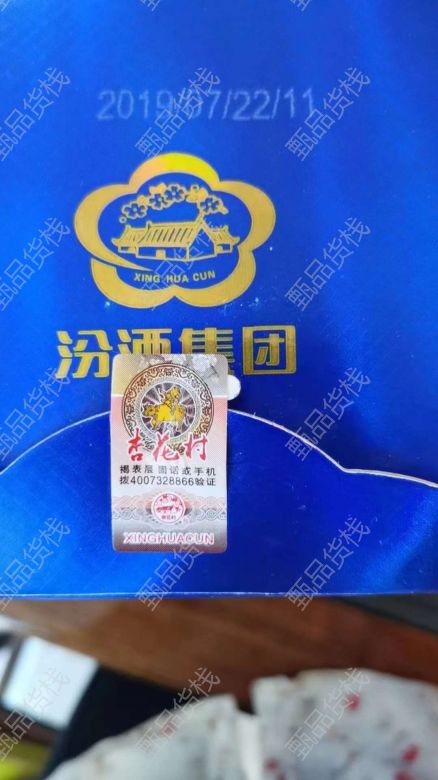 2019/07/22/11
XING HUA CUN
汾酒集团
杏花村
揭表层固话或手机
拨4007328866验证
XINGHUACUN
甄品货栈